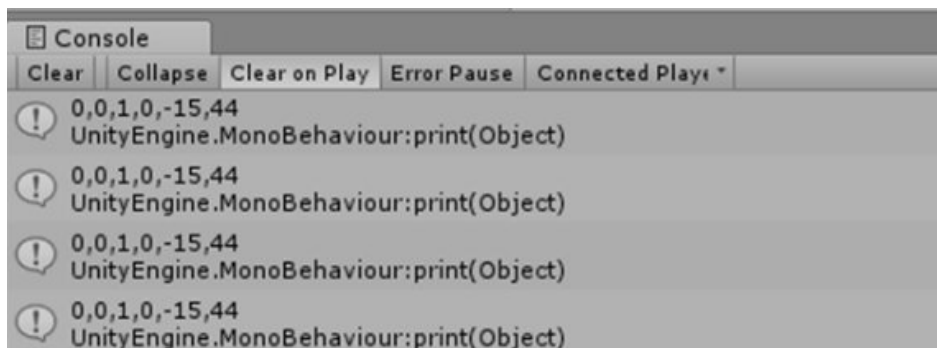 Console
Clear Collapse Clear on Play Error Pause Connected Playe
0,0,1,0,-15,44
UnityEngine.MonoBehaviour:print(Object)
0,0,1,0,-15,44
UnityEngine.MonoBehaviour:print(Object)
0,0,1,0,-15,44
UnityEngine.MonoBehaviour:print(Object)
0,0,1,0,-15,44
UnityEngine.MonoBehaviour:print(Object)